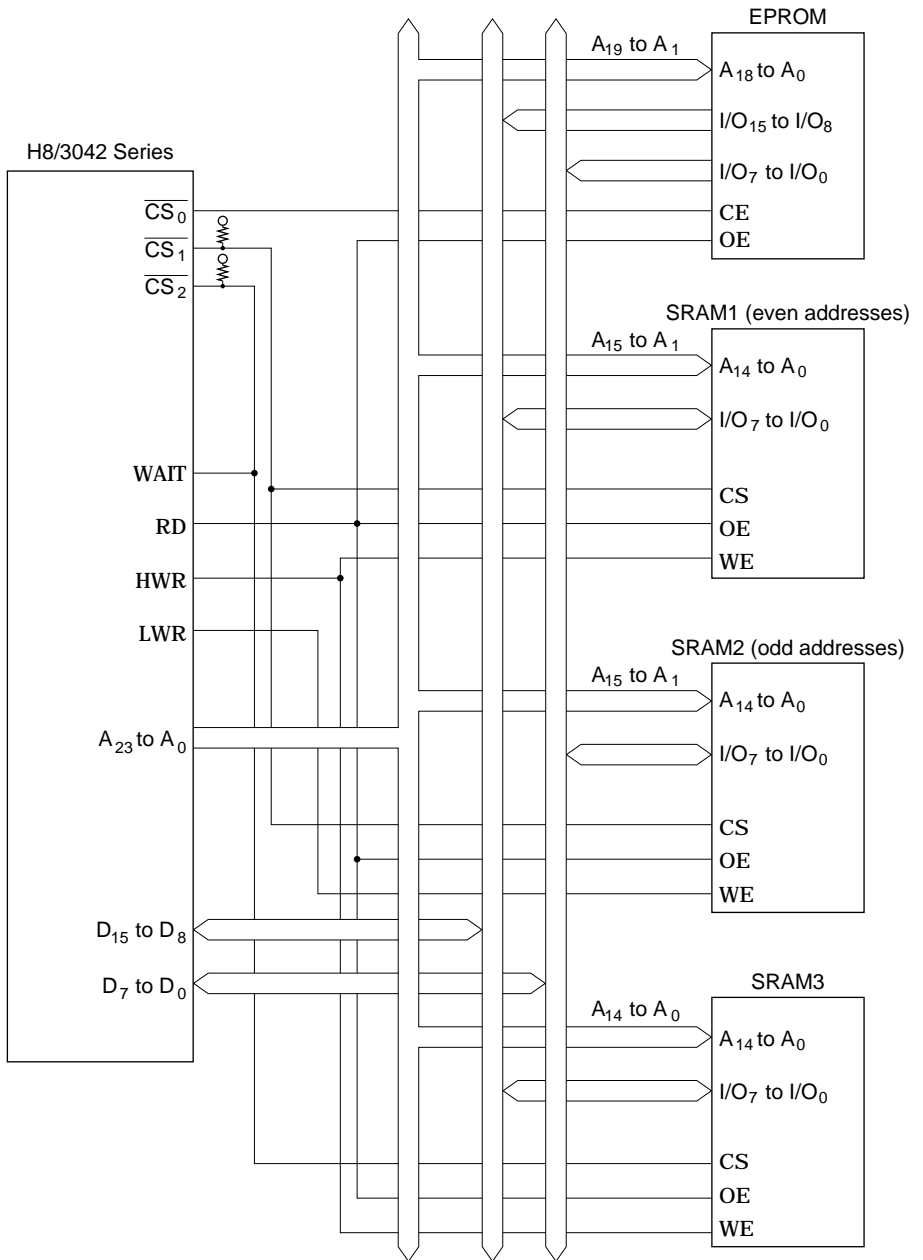 EPROM
A19 to A1
A18 to A0
I/O15 to I/O8
I/O7 to I/O0
CE
OE
H8/3042 Series
CS0
CS1
CS2
WAIT
RD
HWR
LWR
A23 to A0
D15 to D8
D7 to D0
SRAM1 (even addresses)
A15 to A1
A14 to A0
I/O7 to I/O0
CS
OE
WE
SRAM2 (odd addresses)
A15 to A1
A14 to A0
I/O7 to I/O0
CS
OE
WE
SRAM3
A14 to A0
A14 to A0
I/O7 to I/O0
CS
OE
WE